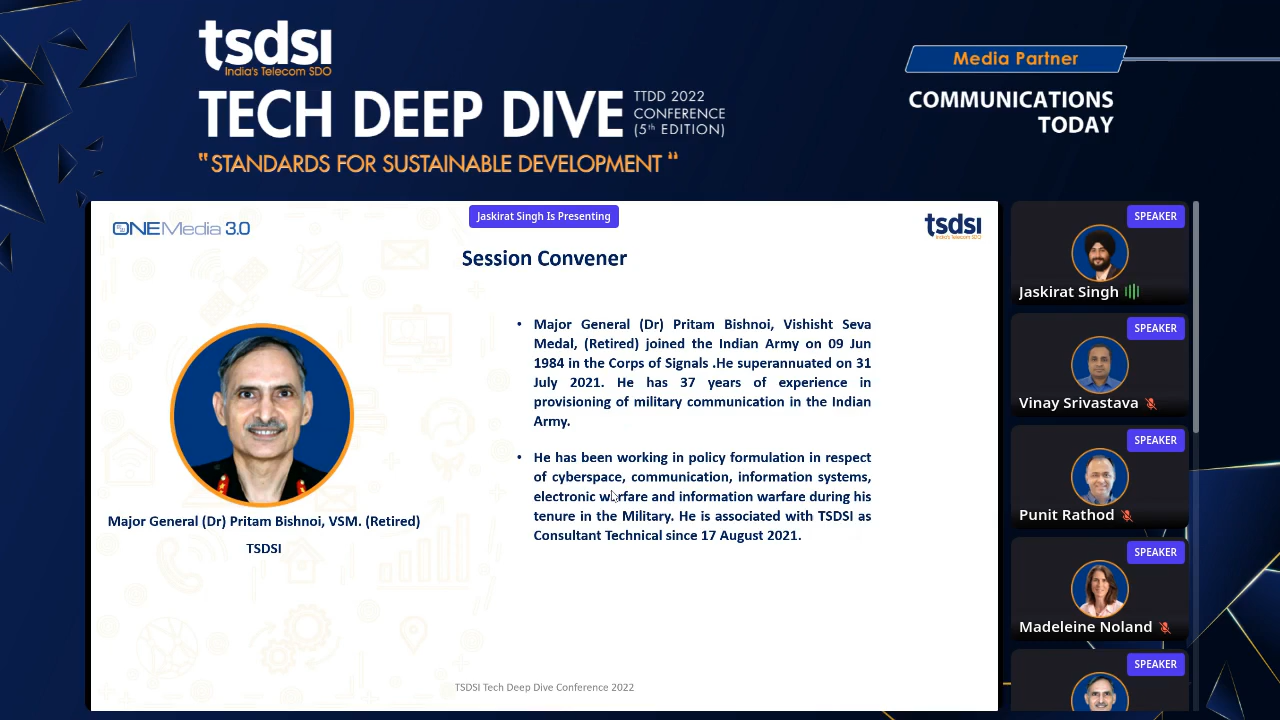 tsdsi
India's Telecom SDO
TECH DEEP DIVE
TTDD 2022
CONFERENCE
(5th EDITION)
"STANDARDS FOR SUSTAINABLE DEVELOPMENT"
Media Partner
COMMUNICATIONS
TODAY
ONEMedia 3.0
Jaskirat Singh Is Presenting
tsdsi
India's Telecom SDO
Session Convener
• Major General (Dr) Pritam Bishnoi, Vishisht Seva
Medal, (Retired) joined the Indian Army on 09 Jun
1984 in the Corps of Signals .He superannuated on 31
July 2021. He has 37 years of experience in
provisioning of military communication in the Indian
Army.
• He has been working in policy formulation in respect
of cyberspace, communication, information systems,
electronic warfare and information warfare during his
tenure in the Military. He is associated with TSDSI as
Consultant Technical since 17 August 2021.
Major General (Dr) Pritam Bishnoi, VSM. (Retired)
TSDSI
TSDSI Tech Deep Dive Conference 2022
SPEAKER
Jaskirat Singh
SPEAKER
Vinay Srivastava
SPEAKER
Punit Rathod
SPEAKER
Madeleine Noland
SPEAKER